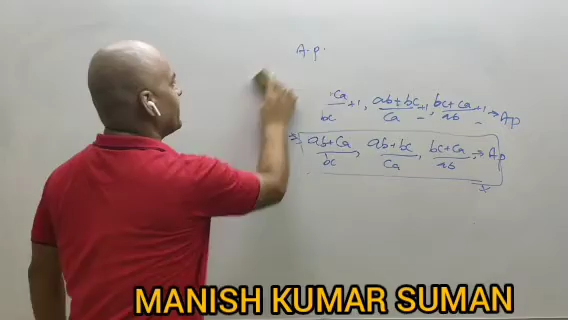 A.P.
ca/bc +1, ab+bc/ca +1, bc+ca/ab +1 → AP
⇒ ab+ca/bc, ab+bc/ca, bc+ca/ab → AP
MANISH KUMAR SUMAN